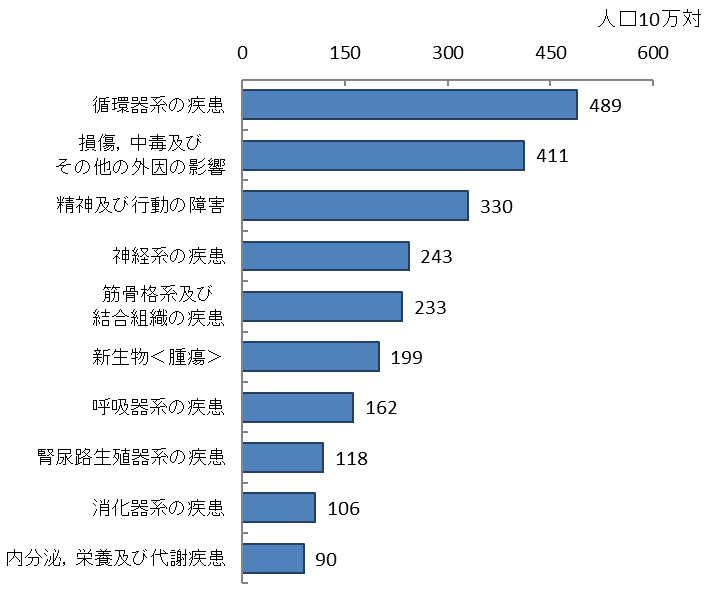 人口10万対
0 150 300 450 600
循環器系の疾患 489
損傷，中毒及び
その他の外因の影響 411
精神及び行動の障害 330
神経系の疾患 243
筋骨格系及び
結合組織の疾患 233
新生物＜腫瘍＞ 199
呼吸器系の疾患 162
腎尿路生殖器系の疾患 118
消化器系の疾患 106
内分泌，栄養及び代謝疾患 90